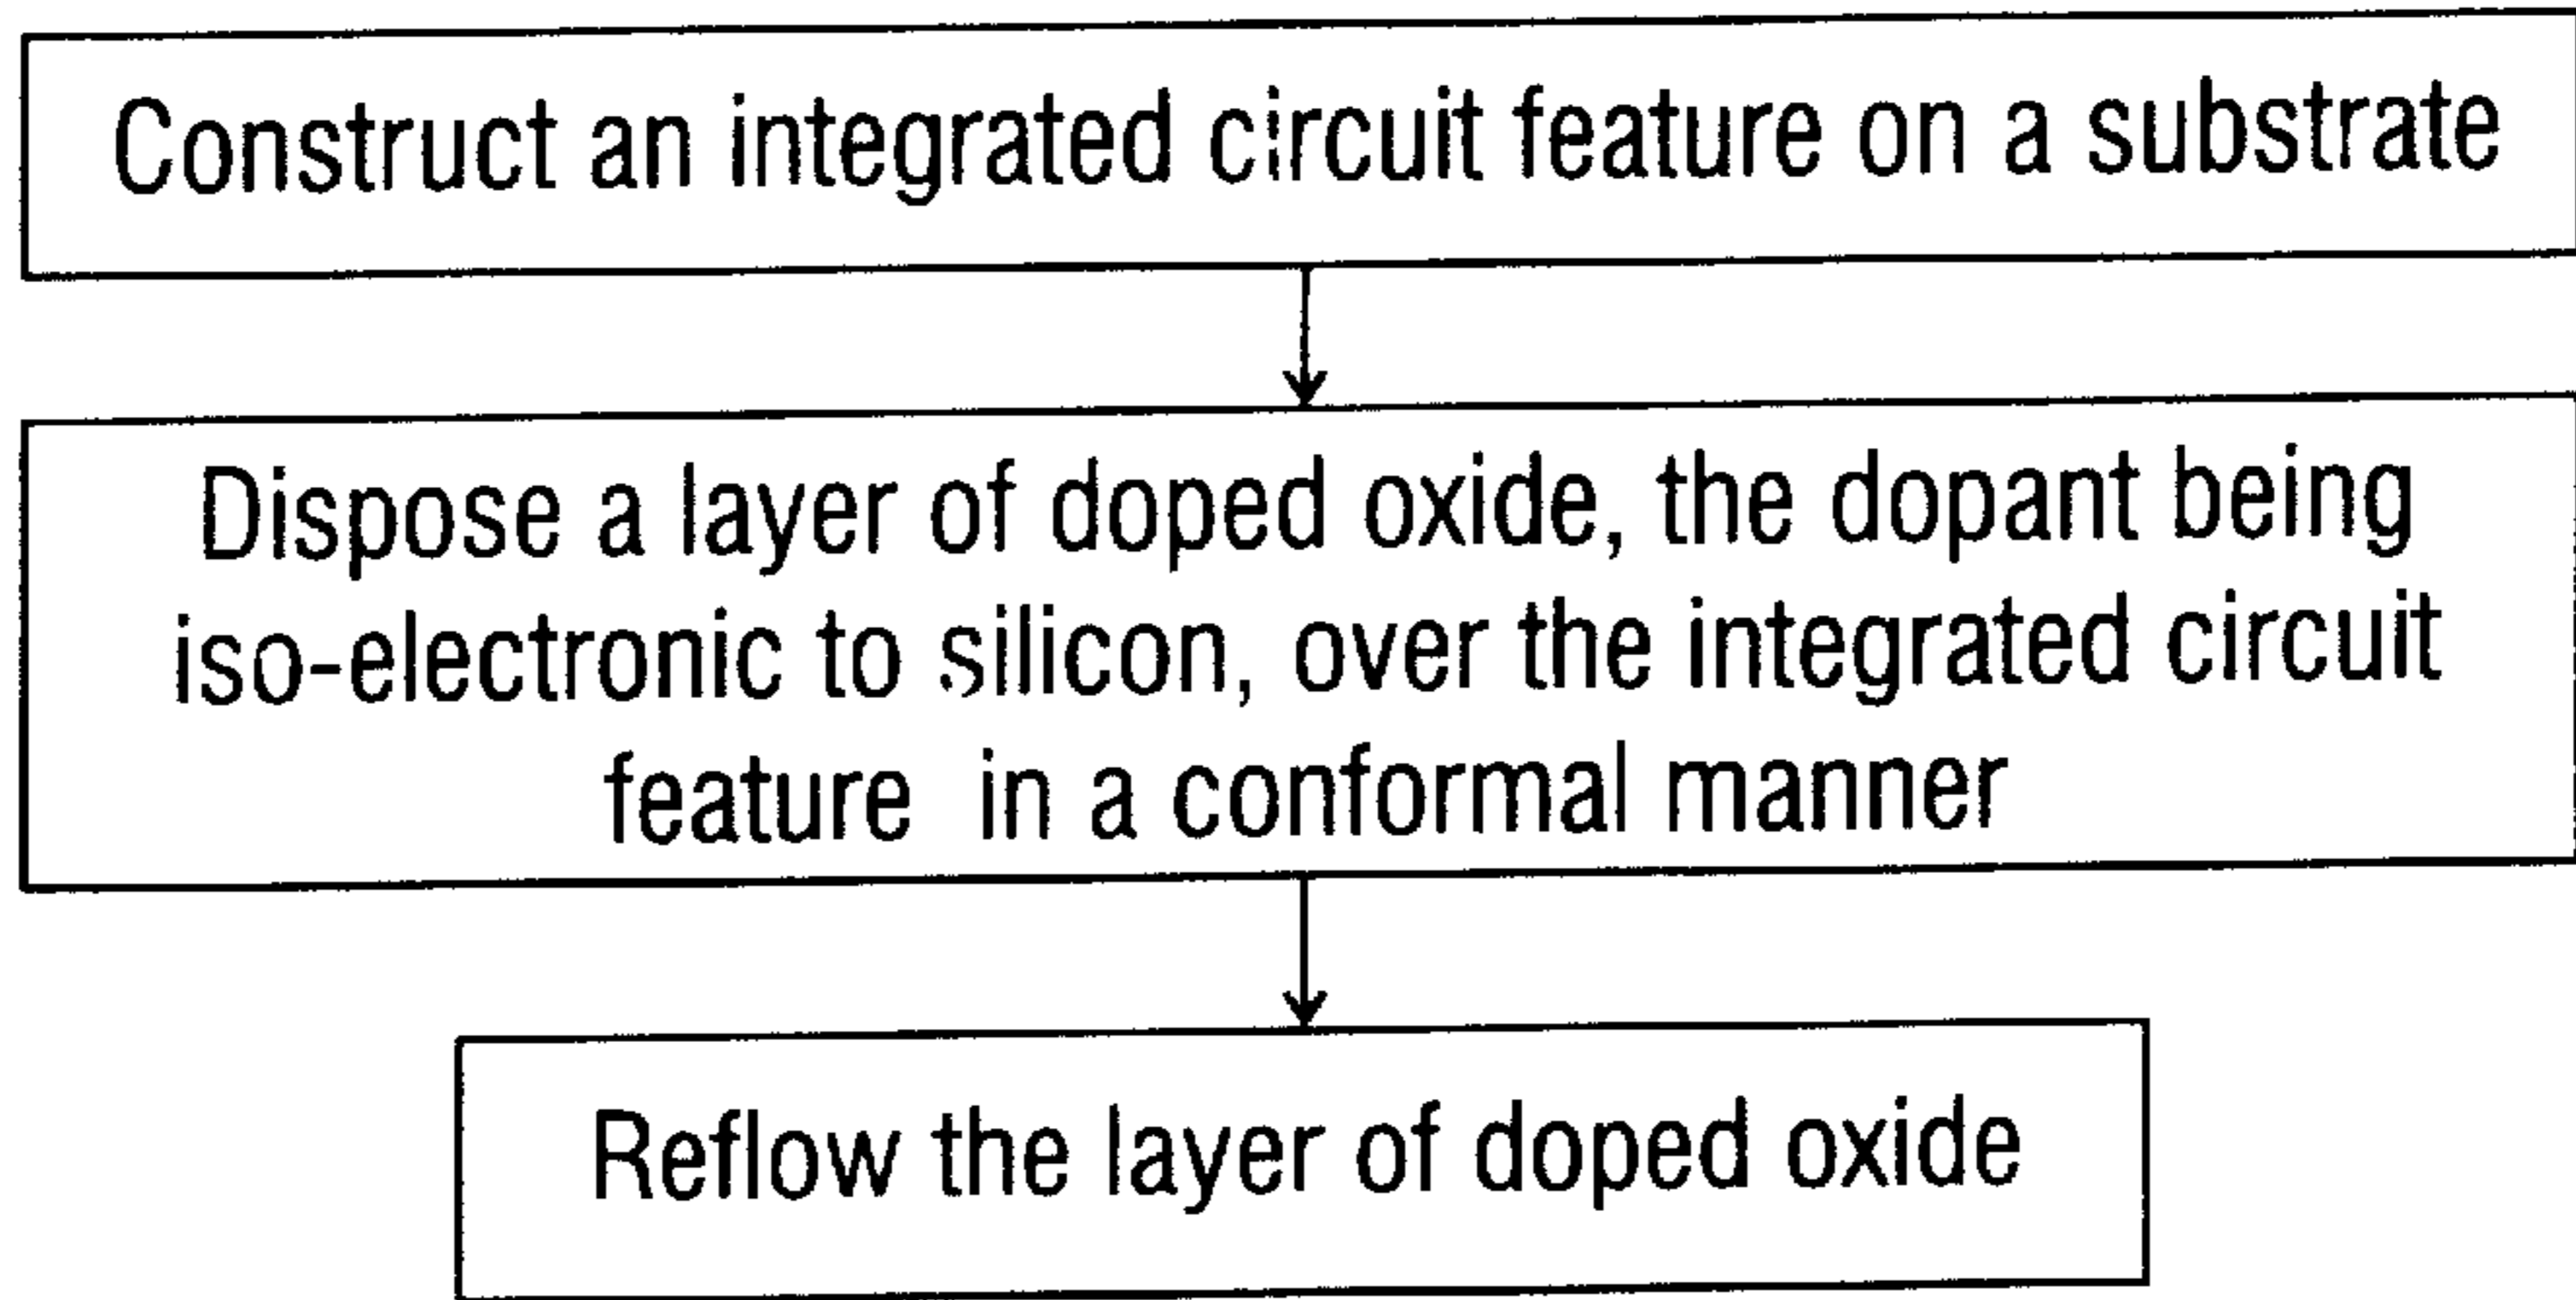 Construct an integrated circuit feature on a substrate
Dispose a layer of doped oxide, the dopant being
iso-electronic to silicon, over the integrated circuit
feature in a conformal manner
Reflow the layer of doped oxide